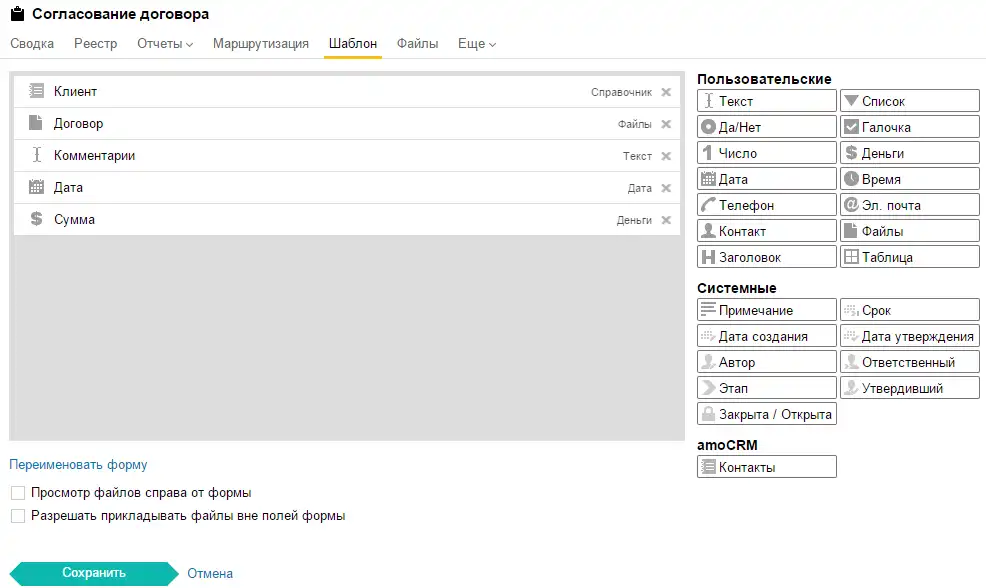 Согласование договора
Сводка Реестр Отчеты Маршрутизация Шаблон Файлы Еще
Клиент Справочник
Договор Файлы
Комментарии Текст
Дата Дата
Сумма Деньги
Переименовать форму
Просмотр файлов справа от формы
Разрешать прикладывать файлы вне полей формы
Сохранить Отмена
Пользовательские
Текст Список
Да/Нет Галочка
Число Деньги
Дата Время
Телефон Эл. почта
Контакт Файлы
Заголовок Таблица
Системные
Примечание Срок
Дата создания Дата утверждения
Автор Ответственный
Этап Утвердивший
Закрыта / Открыта
amoCRM
Контакты